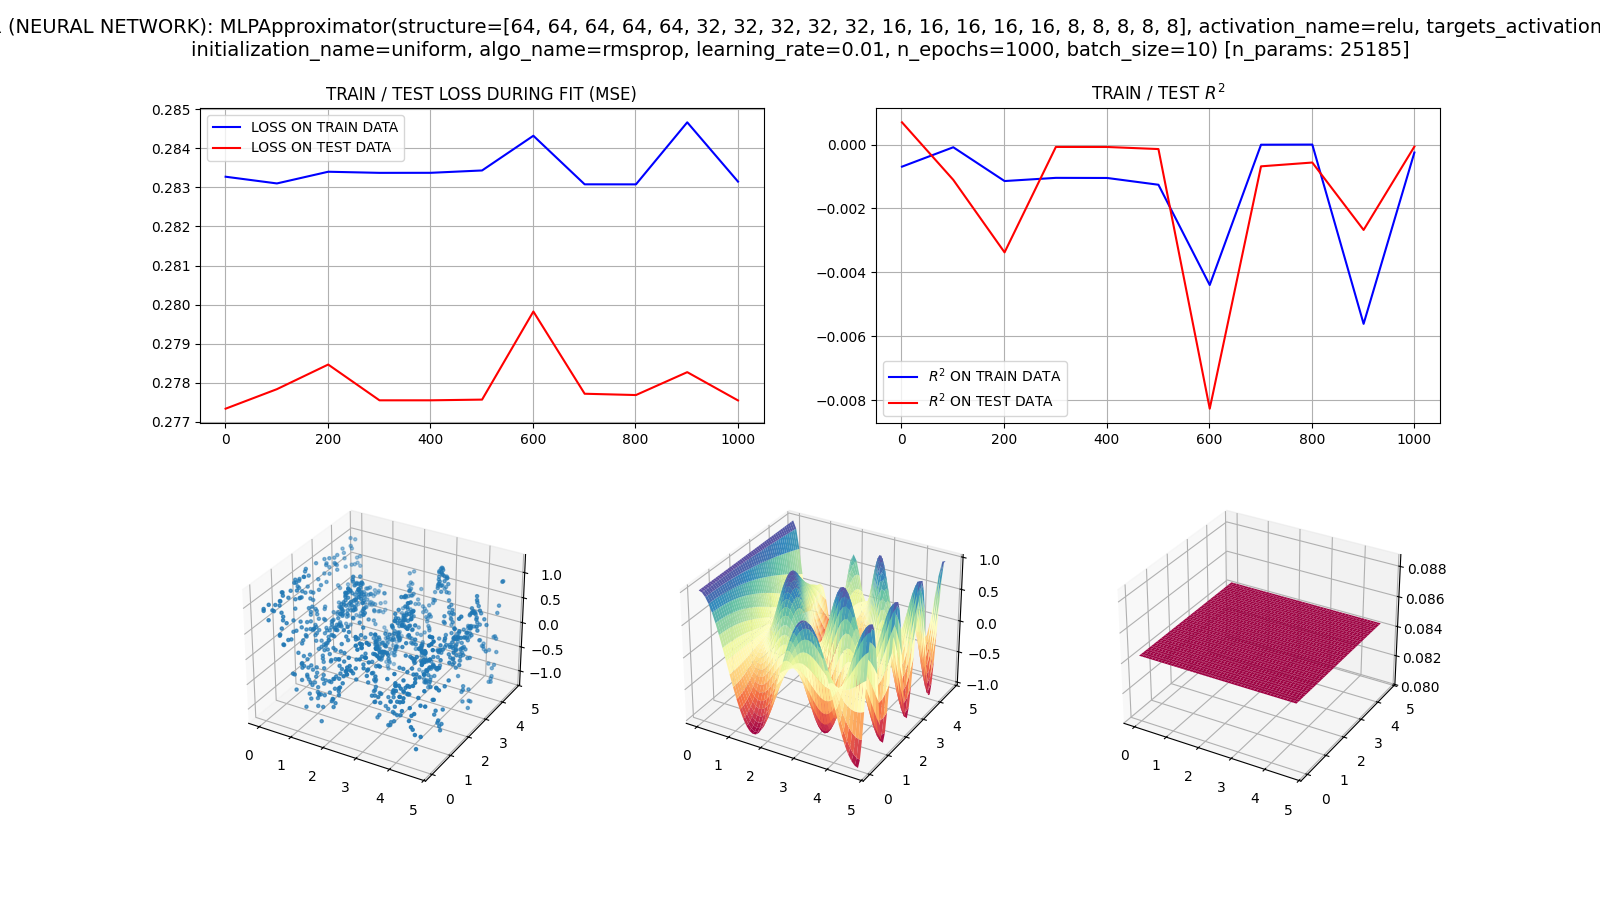 (NEURAL NETWORK): MLPApproximator(structure=[64, 64, 64, 64, 64, 32, 32, 32, 32, 32, 16, 16, 16, 16, 16, 8, 8, 8, 8, 8], activation_name=relu, targets_activation
initialization_name=uniform, algo_name=rmsprop, learning_rate=0.01, n_epochs=1000, batch_size=10) [n_params: 25185]
TRAIN / TEST LOSS DURING FIT (MSE)
0.285
0.284
0.283
0.282
0.281
0.280
0.279
0.278
0.277
LOSS ON TRAIN DATA
LOSS ON TEST DATA
0 200 400 600 800 1000
TRAIN / TEST R²
0.000
−0.002
−0.004
−0.006
−0.008
R² ON TRAIN DATA
R² ON TEST DATA
0 200 400 600 800 1000
1.0
0.5
0.0
−0.5
−1.0
0 1 2 3 4 5
0 1 2 3 4 5
1.0
0.5
0.0
−0.5
−1.0
0 1 2 3 4 5
0 1 2 3 4 5
0.088
0.086
0.084
0.082
0.080
0 1 2 3 4 5
0 1 2 3 4 5